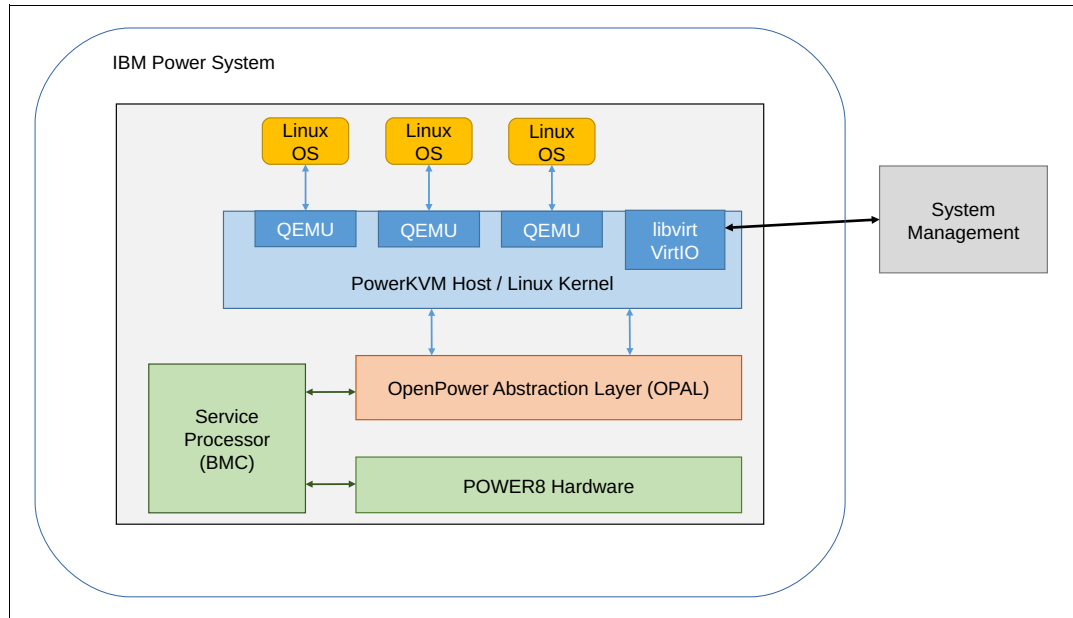 IBM Power System
Linux
OS
Linux
OS
Linux
OS
QEMU
QEMU
QEMU
libvirt
VirtIO
PowerKVM Host / Linux Kernel
System
Management
OpenPower Abstraction Layer (OPAL)
Service
Processor
(BMC)
POWER8 Hardware